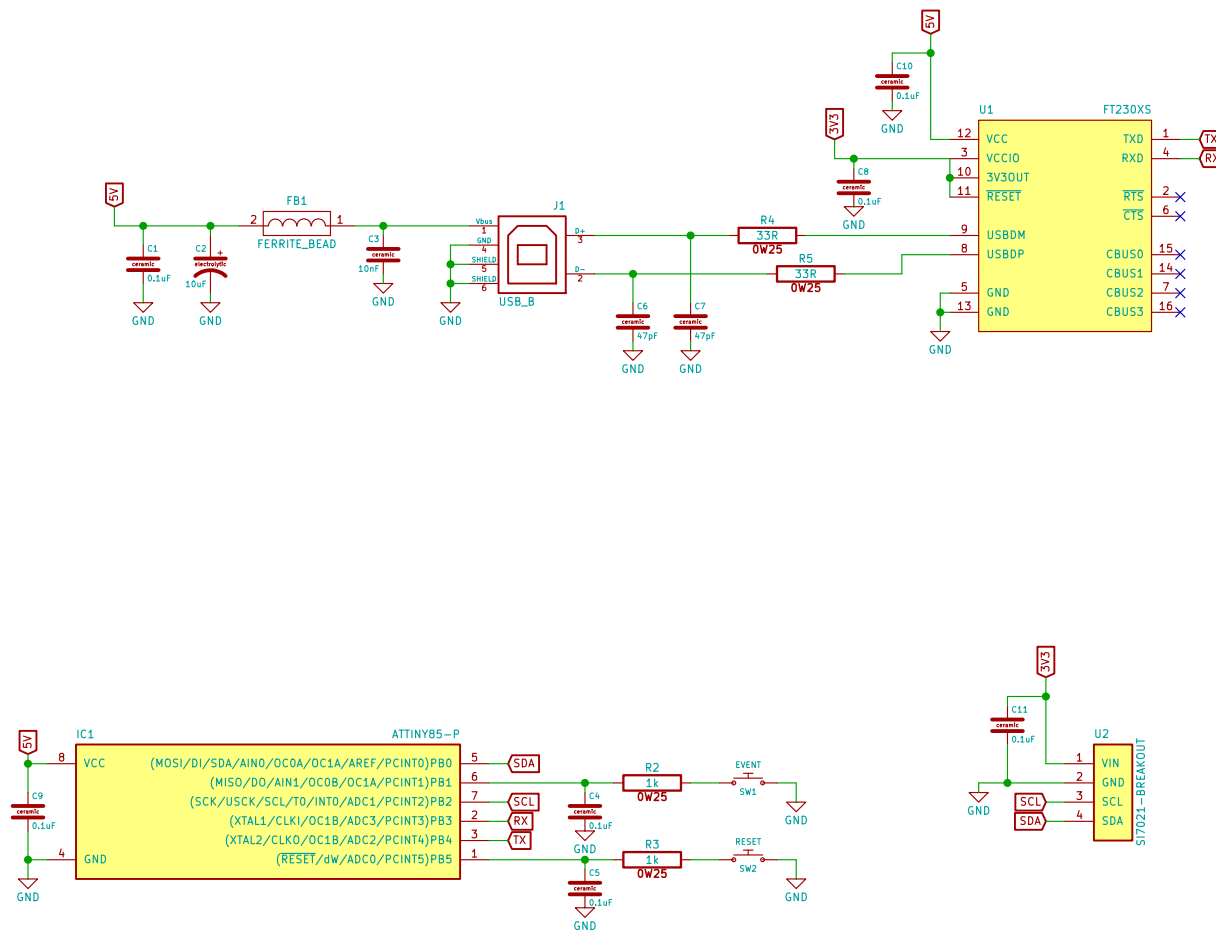 5V
C10
ceramic
0.1uF
GND
3V3
C8
ceramic
0.1uF
GND
U1 FT230XS
12 VCC TXD 1 TX
3 VCCIO RXD 4 RX
10 3V3OUT
11 RESET RTS 2
CTS 6
9 USBDM
8 USBDP CBUS0 15
CBUS1 14
5 GND CBUS2 7
13 GND CBUS3 16
GND
5V
FB1
2 1
FERRITE_BEAD
C1
ceramic
0.1uF
GND
C2
+
electrolytic
10uF
GND
C3
ceramic
10nF
GND
J1
Vbus
1
GND
4
SHIELD
5
SHIELD
6
D+
3
D-
2
USB_B
GND
R4
33R
0W25
R5
33R
0W25
C6
ceramic
47pF
GND
C7
ceramic
47pF
GND
5V
C9
ceramic
0.1uF
GND
IC1 ATTINY85-P
8 VCC (MOSI/DI/SDA/AIN0/OC0A/OC1A/AREF/PCINT0)PB0 5 SDA
(MISO/DO/AIN1/OC0B/OC1A/PCINT1)PB1 6
(SCK/USCK/SCL/T0/INT0/ADC1/PCINT2)PB2 7 SCL
(XTAL1/CLKI/OC1B/ADC3/PCINT3)PB3 2 RX
(XTAL2/CLKO/OC1B/ADC2/PCINT4)PB4 3 TX
4 GND (RESET/dW/ADC0/PCINT5)PB5 1
C4
ceramic
0.1uF
GND
R2
1k
0W25
EVENT
SW1
GND
C5
ceramic
0.1uF
GND
R3
1k
0W25
RESET
SW2
GND
3V3
C11
ceramic
0.1uF
GND
U2
1 VIN
2 GND
SCL 3 SCL
SDA 4 SDA
SI7021-BREAKOUT